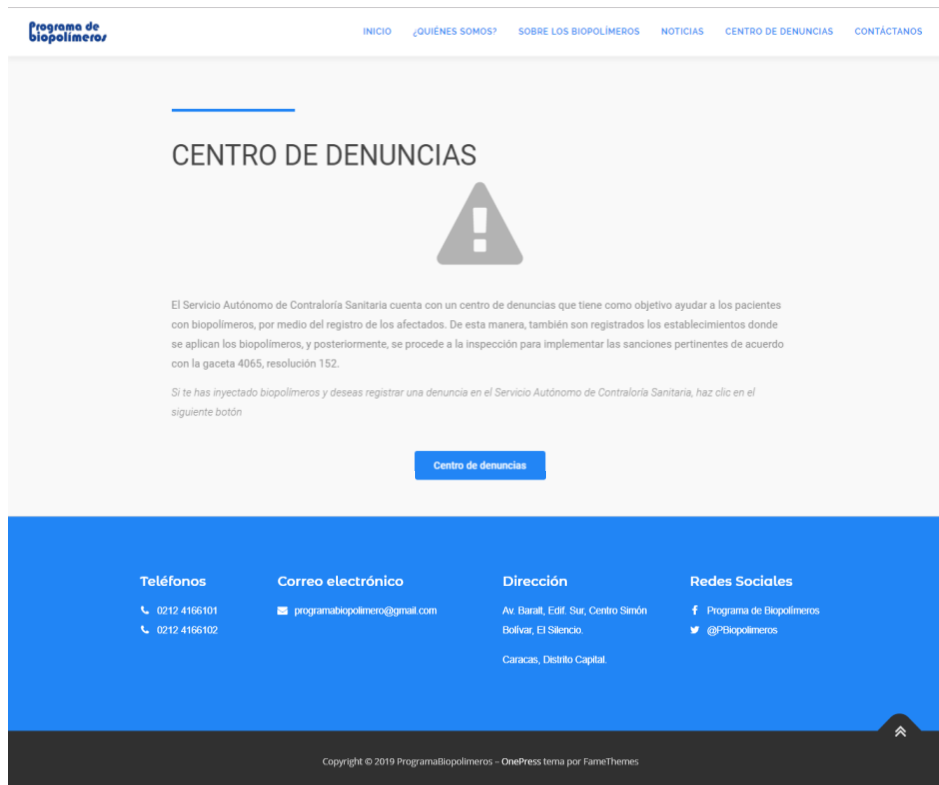 Programa de
biopolímeros
INICIO ¿QUIÉNES SOMOS? SOBRE LOS BIOPOLÍMEROS NOTICIAS CENTRO DE DENUNCIAS CONTÁCTANOS
CENTRO DE DENUNCIAS
El Servicio Autónomo de Contraloría Sanitaria cuenta con un centro de denuncias que tiene como objetivo ayudar a los pacientes
con biopolímeros, por medio del registro de los afectados. De esta manera, también son registrados los establecimientos donde
se aplican los biopolímeros, y posteriormente, se procede a la inspección para implementar las sanciones pertinentes de acuerdo
con la gaceta 4065, resolución 152.
Si te has inyectado biopolímeros y deseas registrar una denuncia en el Servicio Autónomo de Contraloría Sanitaria, haz clic en el
siguiente botón
Centro de denuncias
Teléfonos
0212 4166101
0212 4166102
Correo electrónico
programabiopolimero@gmail.com
Dirección
Av. Baralt, Edif. Sur, Centro Simón
Bolívar, El Silencio.
Caracas, Distrito Capital.
Redes Sociales
Programa de Biopolímeros
@PBiopolimeros
Copyright © 2019 ProgramaBiopolimeros – OnePress tema por FameThemes